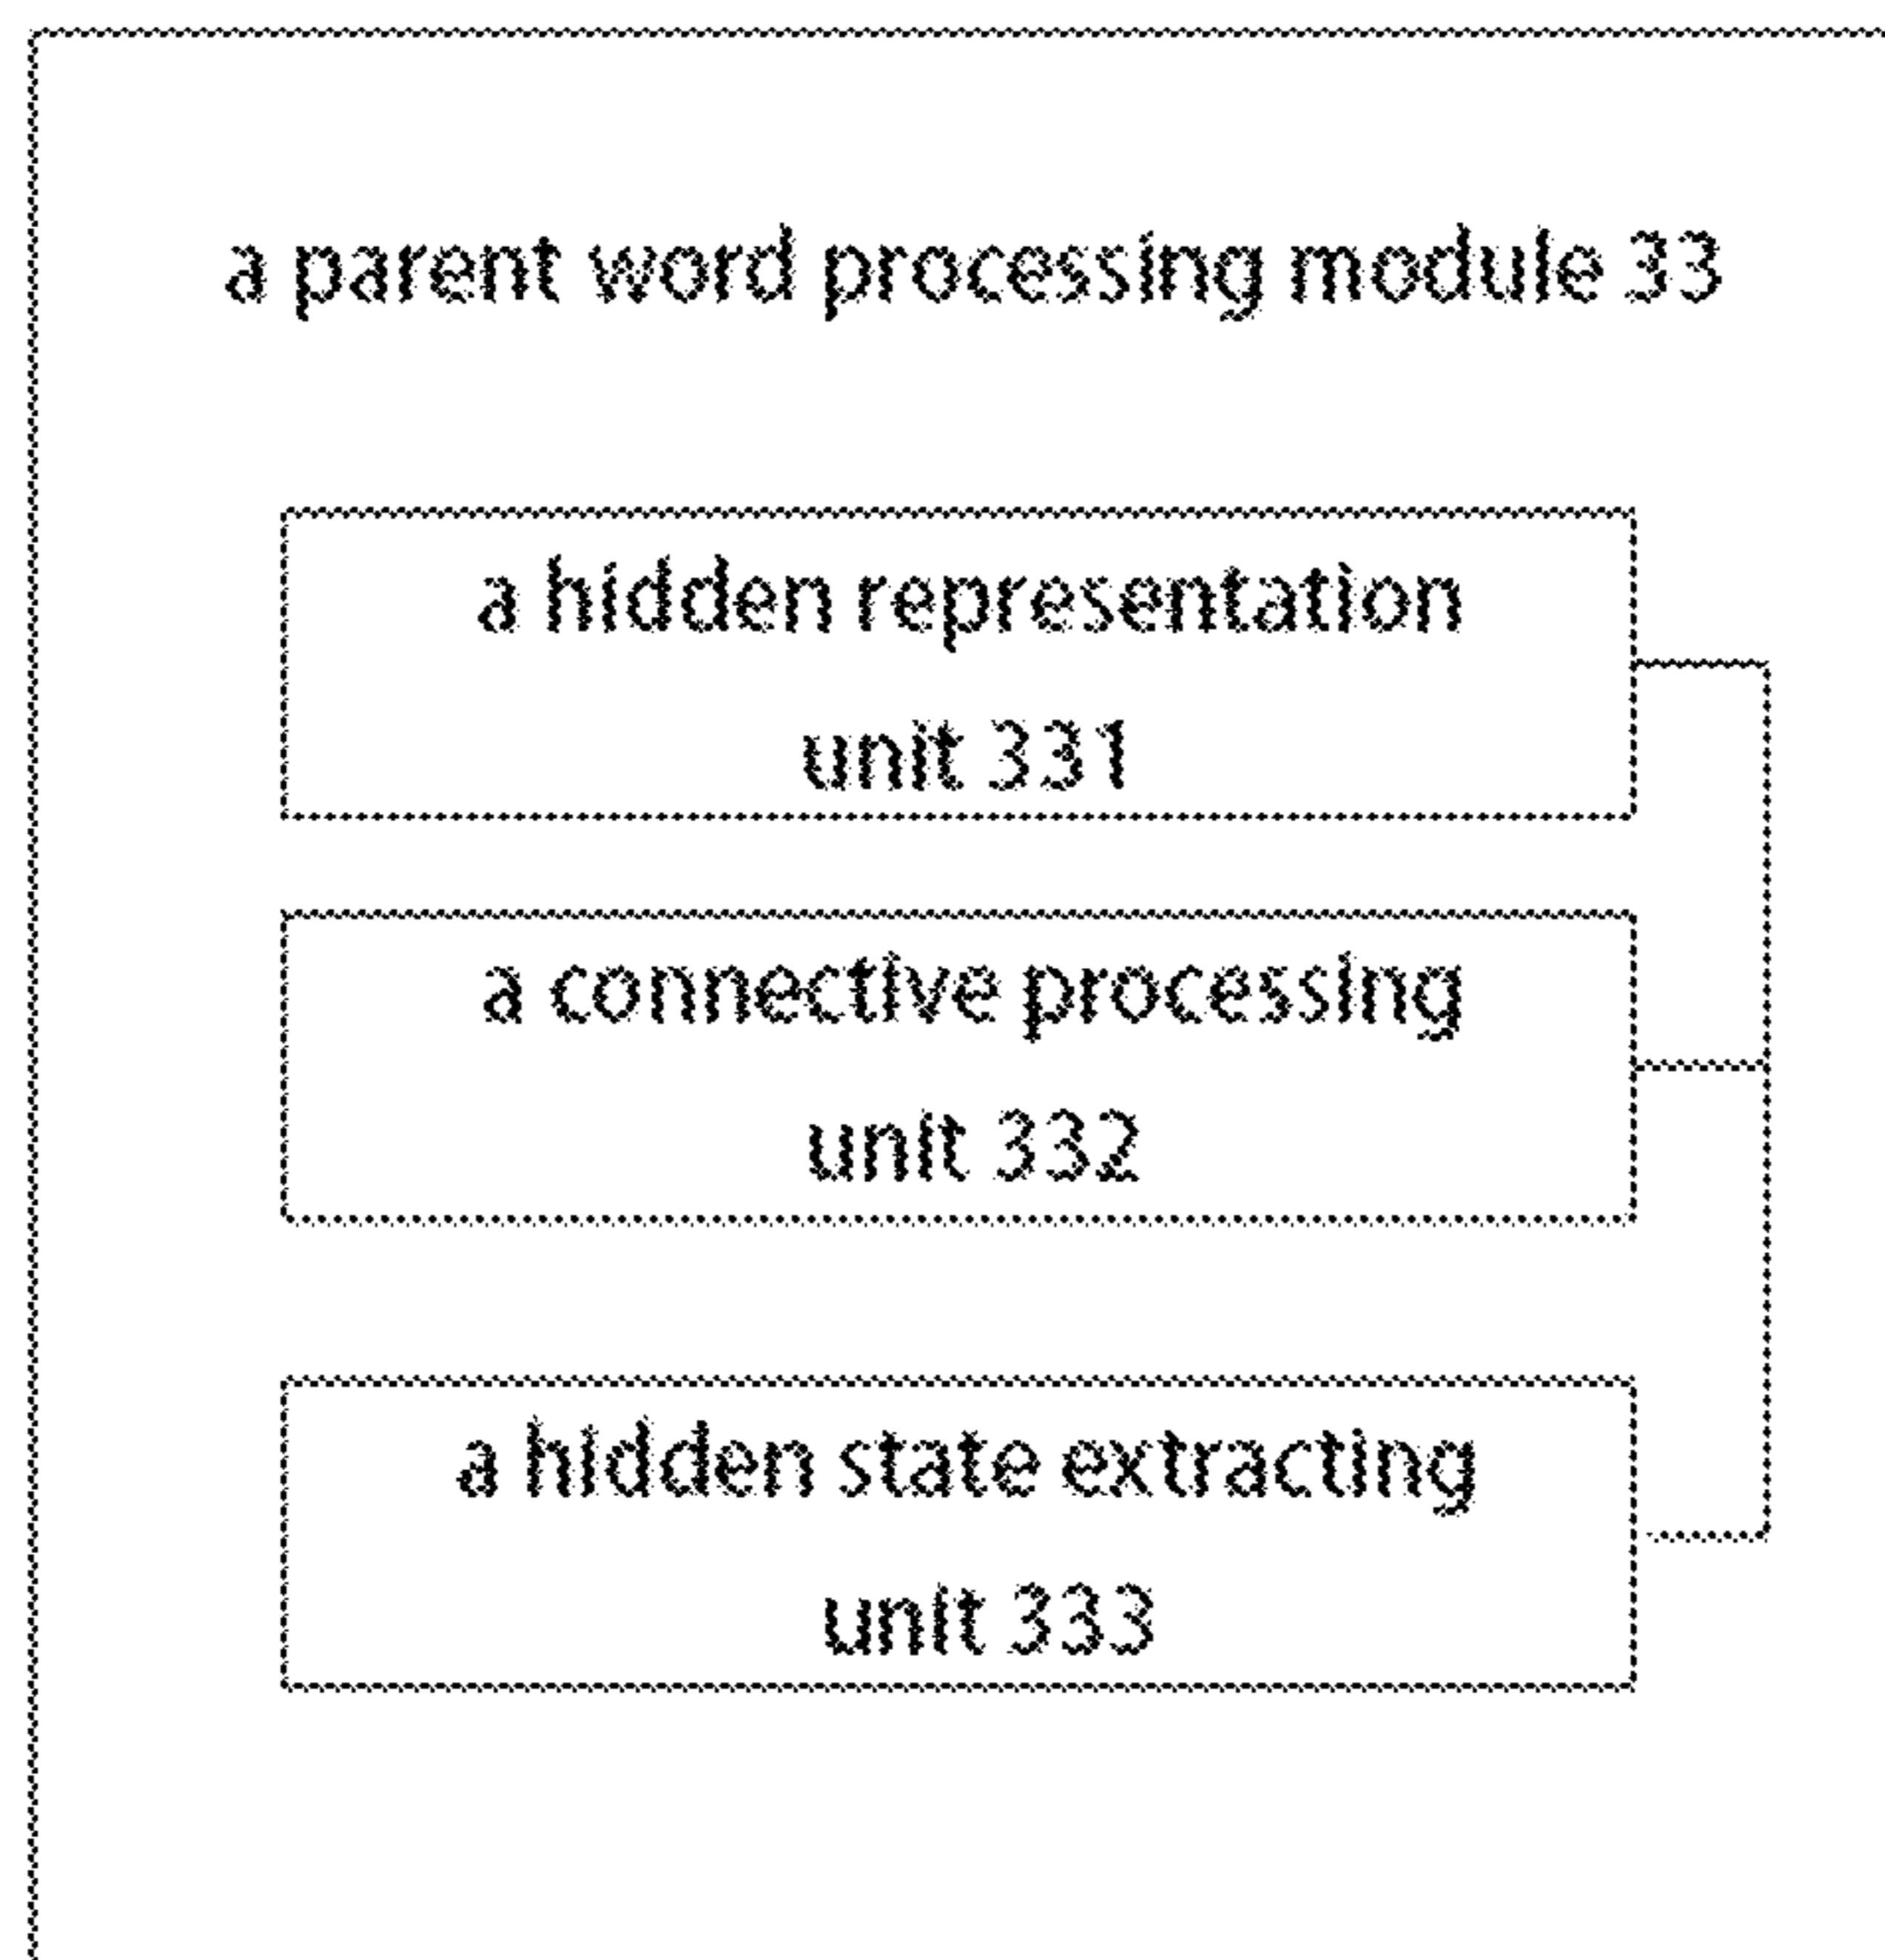 a parent word processing module 33
a hidden representation
unit 331
a connective processing
unit 332
a hidden state extracting
unit 333